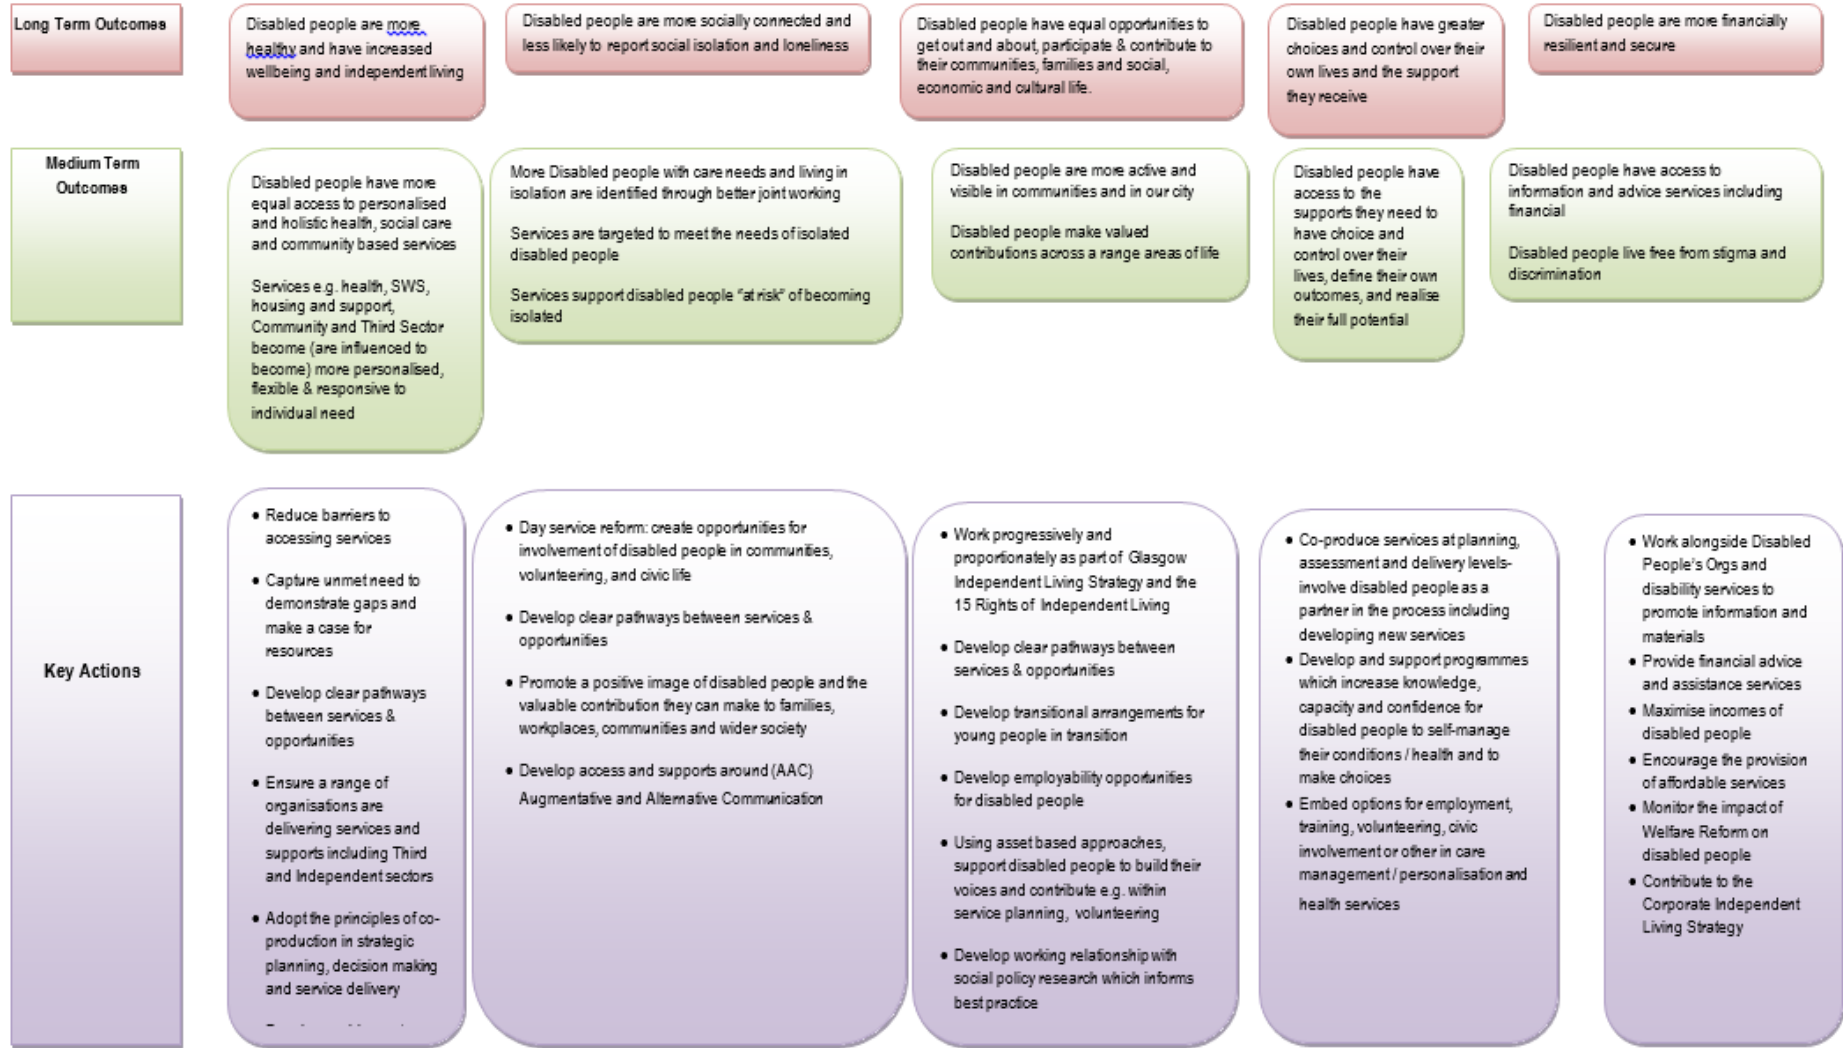 Long Term Outcomes
Disabled people are more
healthy and have increased
wellbeing and independent living
Disabled people are more socially connected and
less likely to report social isolation and loneliness
Disabled people have equal opportunities to
get out and about, participate & contribute to
their communities, families and social,
economic and cultural life.
Disabled people have greater
choices and control over their
own lives and the support
they receive
Disabled people are more financially
resilient and secure
Medium Term
Outcomes
Disabled people have more
equal access to personalised
and holistic health, social care
and community based services
Services e.g. health, SWS,
housing and support,
Community and Third Sector
become (are influenced to
become) more personalised,
flexible & responsive to
individual need
More Disabled people with care needs and living in
isolation are identified through better joint working
Services are targeted to meet the needs of isolated
disabled people
Services support disabled people "at risk" of becoming
isolated
Disabled people are more active and
visible in communities and in our city
Disabled people make valued
contributions across a range areas of life
Disabled people have
access to the
supports they need to
have choice and
control over their
lives, define their own
outcomes, and realise
their full potential
Disabled people have access to
information and advice services including
financial
Disabled people live free from stigma and
discrimination
Key Actions
• Reduce barriers to
accessing services
• Capture unmet need to
demonstrate gaps and
make a case for
resources
• Develop clear pathways
between services &
opportunities
• Ensure a range of
organisations are
delivering services and
supports including Third
and Independent sectors
• Adopt the principles of co-
production in strategic
planning, decision making
and service delivery
• Day service reform: create opportunities for
involvement of disabled people in communities,
volunteering, and civic life
• Develop clear pathways between services &
opportunities
• Promote a positive image of disabled people and the
valuable contribution they can make to families,
workplaces, communities and wider society
• Develop access and supports around (AAC)
Augmentative and Alternative Communication
• Work progressively and
proportionately as part of Glasgow
Independent Living Strategy and the
15 Rights of Independent Living
• Develop clear pathways between
services & opportunities
• Develop transitional arrangements for
young people in transition
• Develop employability opportunities
for disabled people
• Using asset based approaches,
support disabled people to build their
voices and contribute e.g. within
service planning, volunteering
• Develop working relationship with
social policy research which informs
best practice
• Co-produce services at planning,
assessment and delivery levels-
involve disabled people as a
partner in the process including
developing new services
• Develop and support programmes
which increase knowledge,
capacity and confidence for
disabled people to self-manage
their conditions / health and to
make choices
• Embed options for employment,
training, volunteering, civic
involvement or other in care
management / personalisation and
health services
• Work alongside Disabled
People's Orgs and
disability services to
promote information and
materials
• Provide financial advice
and assistance services
• Maximise incomes of
disabled people
• Encourage the provision
of affordable services
• Monitor the impact of
Welfare Reform on
disabled people
• Contribute to the
Corporate Independent
Living Strategy